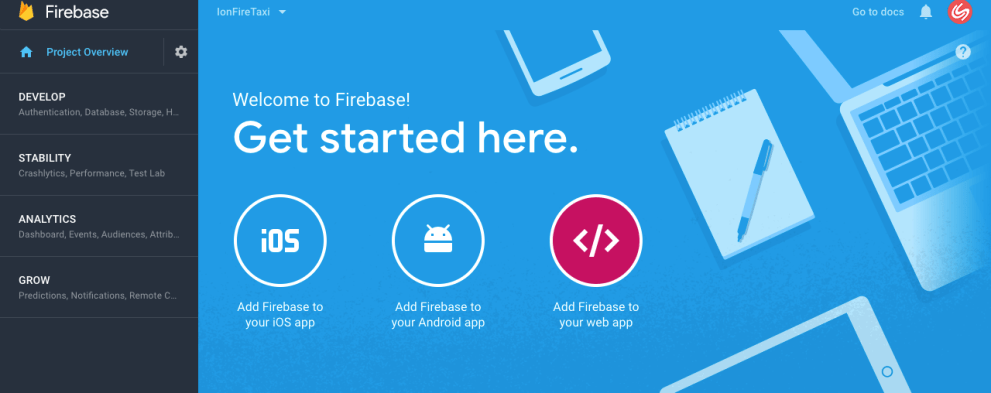 Firebase
IonFireTaxi
Go to docs
Project Overview
DEVELOP
Authentication, Database, Storage, H...
STABILITY
Crashlytics, Performance, Test Lab
ANALYTICS
Dashboard, Events, Audiences, Attrib...
GROW
Predictions, Notifications, Remote C...
?
Welcome to Firebase!
Get started here.
iOS
</>
Add Firebase to
your iOS app
Add Firebase to
your Android app
Add Firebase to
your web app